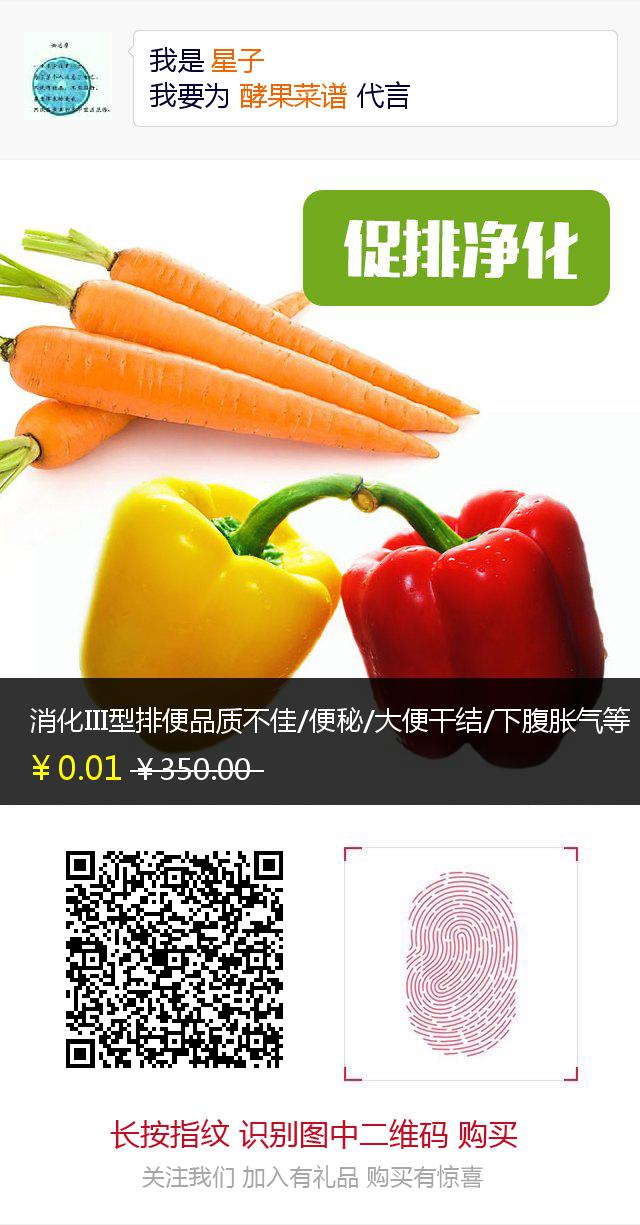 我是 星子
我要为 酵果菜谱 代言
促排净化
消化III型排便品质不佳/便秘/大便干结/下腹胀气等
￥0.01 ￥350.00
长按指纹 识别图中二维码 购买
关注我们 加入有礼品 购买有惊喜